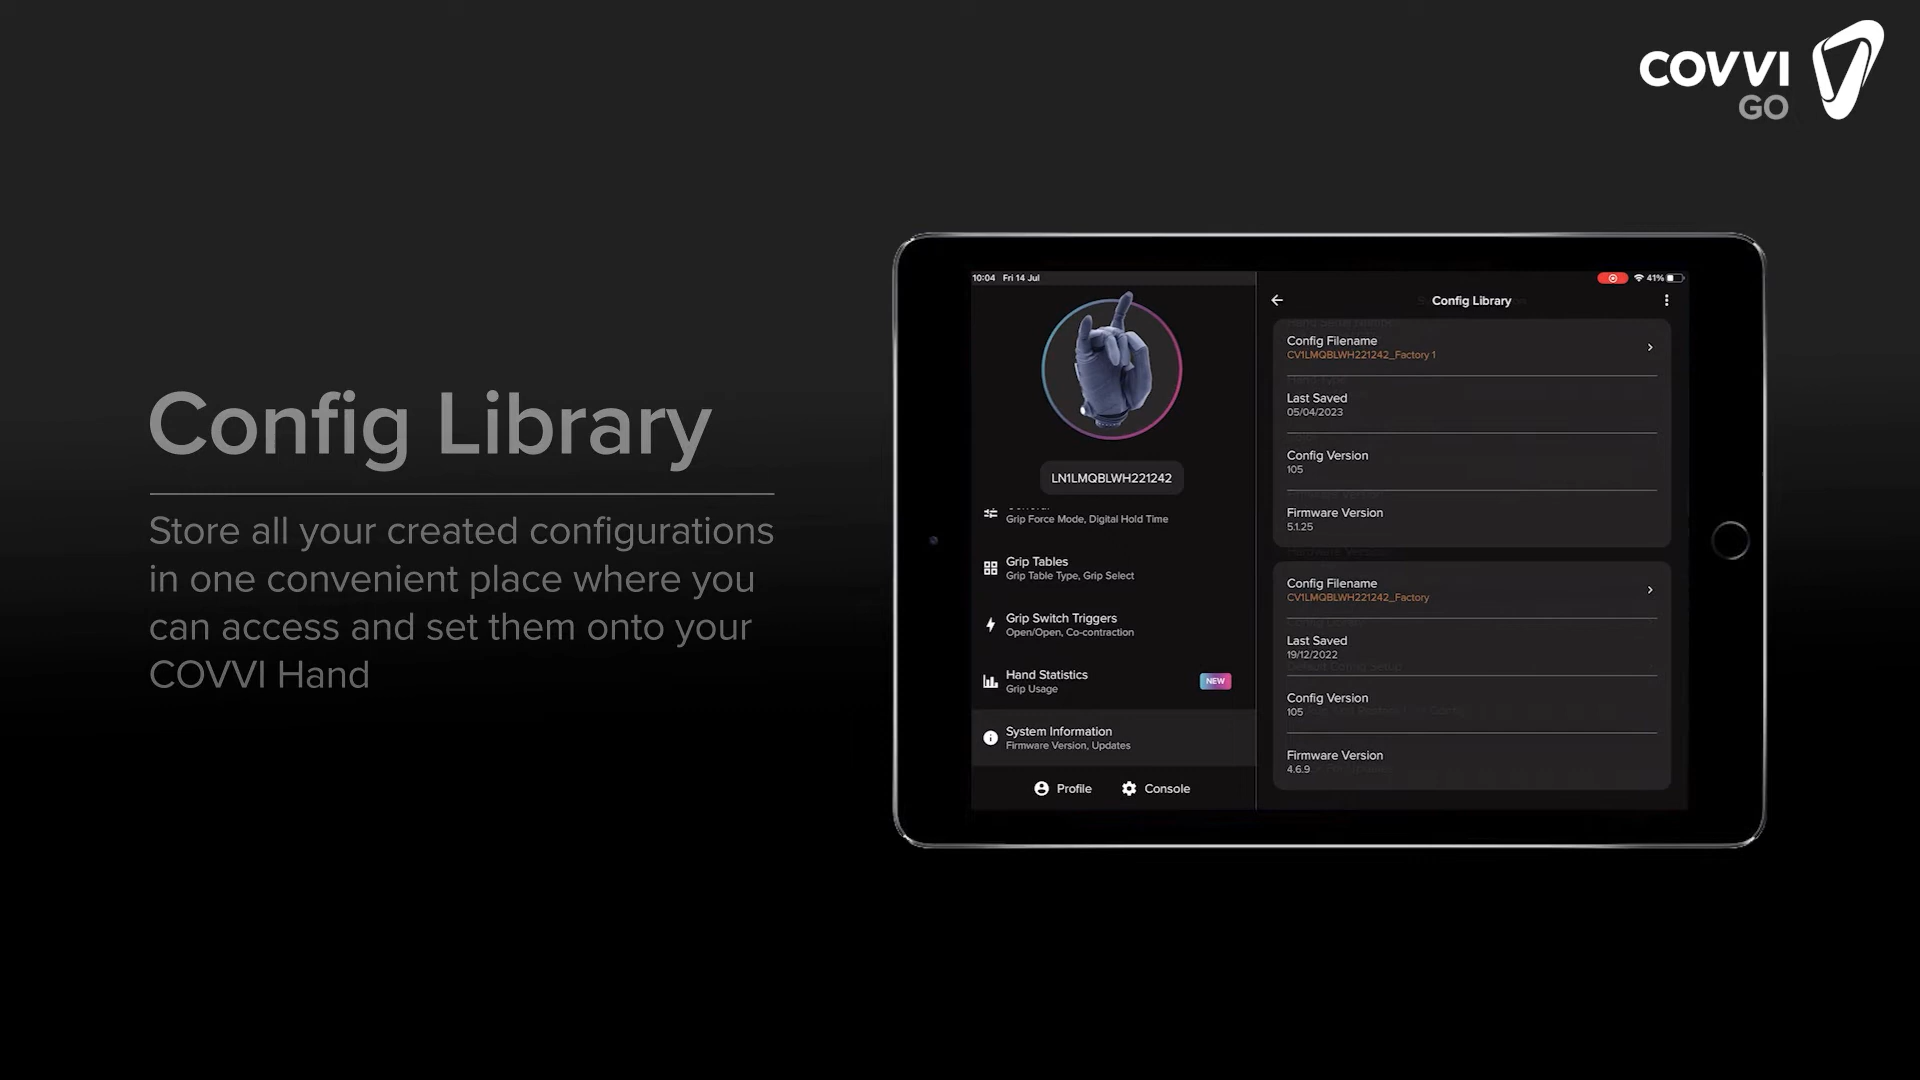 COVVI
GO
Config Library
Store all your created configurations
in one convenient place where you
can access and set them onto your
COVVI Hand
10:04 Fri 14 Jul
41%
LN1LMQBLWH221242
Grip Force Mode, Digital Hold Time
Grip Tables
Grip Table Type, Grip Select
Grip Switch Triggers
Open/Open, Co-contraction
Hand Statistics
Grip Usage
NEW
System Information
Firmware Version, Updates
Profile
Console
Config Library
Config Filename
CV1LMQBLWH221242_Factory 1
Last Saved
05/04/2023
Config Version
105
Firmware Version
5.1.25
Config Filename
CV1LMQBLWH221242_Factory
Last Saved
19/12/2022
Config Version
105
Firmware Version
4.6.9